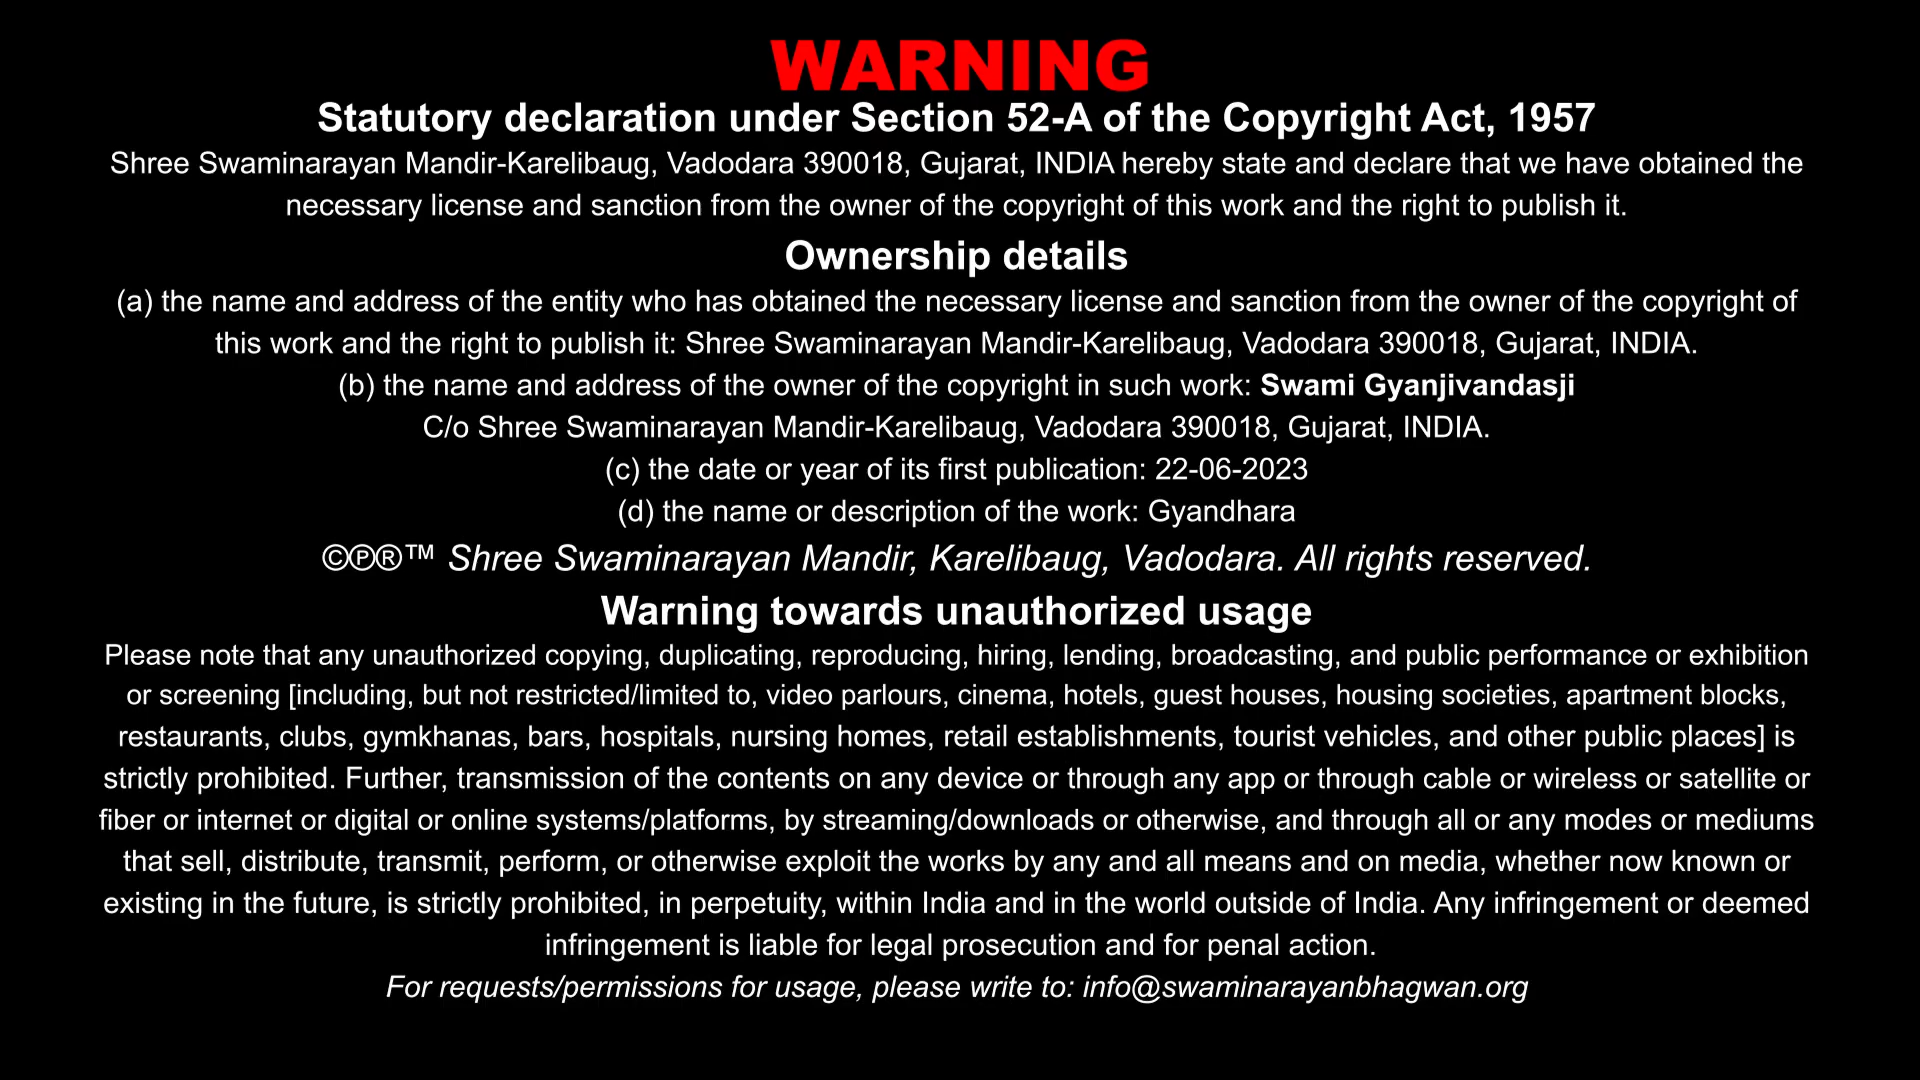 WARNING
Statutory declaration under Section 52-A of the Copyright Act, 1957
Shree Swaminarayan Mandir-Karelibaug, Vadodara 390018, Gujarat, INDIA hereby state and declare that we have obtained the
necessary license and sanction from the owner of the copyright of this work and the right to publish it.
Ownership details
(a) the name and address of the entity who has obtained the necessary license and sanction from the owner of the copyright of
this work and the right to publish it: Shree Swaminarayan Mandir-Karelibaug, Vadodara 390018, Gujarat, INDIA.
(b) the name and address of the owner of the copyright in such work: Swami Gyanjivandasji
C/o Shree Swaminarayan Mandir-Karelibaug, Vadodara 390018, Gujarat, INDIA.
(c) the date or year of its first publication: 22-06-2023
(d) the name or description of the work: Gyandhara
©℗®™ Shree Swaminarayan Mandir, Karelibaug, Vadodara. All rights reserved.
Warning towards unauthorized usage
Please note that any unauthorized copying, duplicating, reproducing, hiring, lending, broadcasting, and public performance or exhibition
or screening [including, but not restricted/limited to, video parlours, cinema, hotels, guest houses, housing societies, apartment blocks,
restaurants, clubs, gymkhanas, bars, hospitals, nursing homes, retail establishments, tourist vehicles, and other public places] is
strictly prohibited. Further, transmission of the contents on any device or through any app or through cable or wireless or satellite or
fiber or internet or digital or online systems/platforms, by streaming/downloads or otherwise, and through all or any modes or mediums
that sell, distribute, transmit, perform, or otherwise exploit the works by any and all means and on media, whether now known or
existing in the future, is strictly prohibited, in perpetuity, within India and in the world outside of India. Any infringement or deemed
infringement is liable for legal prosecution and for penal action.
For requests/permissions for usage, please write to: info@swaminarayanbhagwan.org